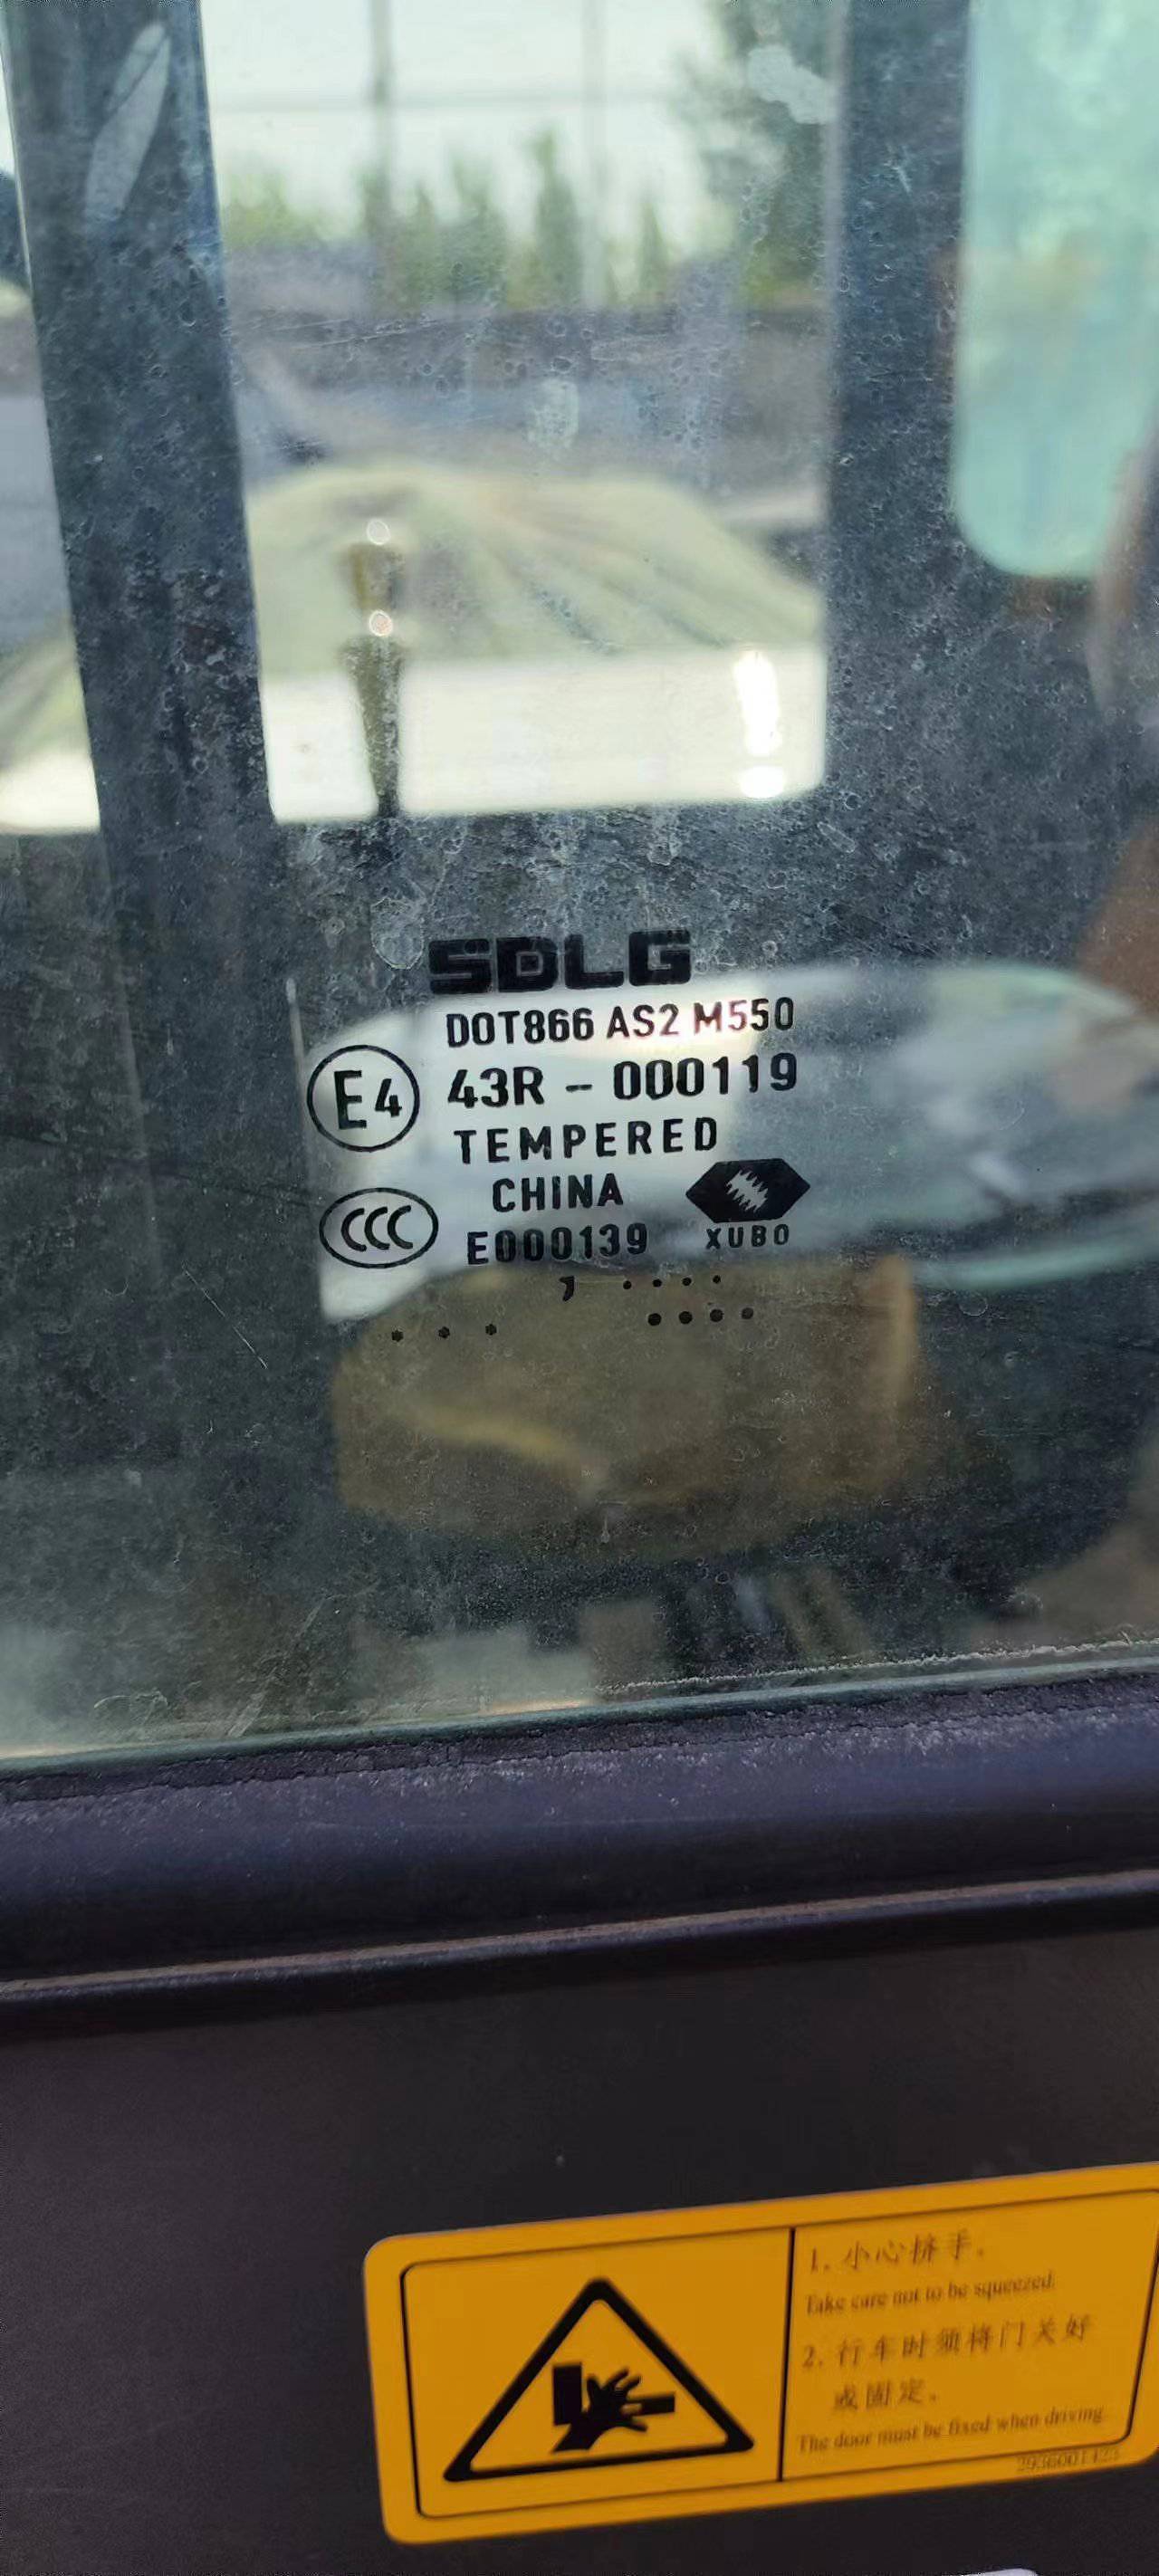 SDLG
DOT866 AS2 M550
E4 43R - 000119
TEMPERED
CHINA
CCC E000139 XUBO
1. 小心挤手。
Take care not to be squeezed.
2. 行车时须将门关好
或固定。
The door must be fixed when driving.